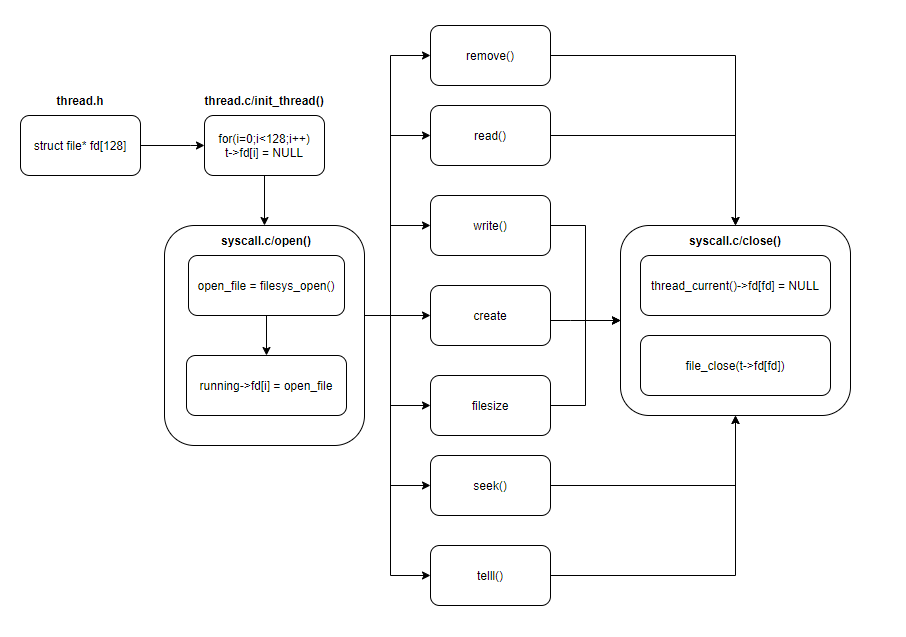 thread.h
struct file* fd[128]
thread.c/init_thread()
for(i=0;i<128;i++)
t->fd[i] = NULL
syscall.c/open()
open_file = filesys_open()
running->fd[i] = open_file
remove()
read()
write()
create
filesize
seek()
telll()
syscall.c/close()
thread_current()->fd[fd] = NULL
file_close(t->fd[fd])